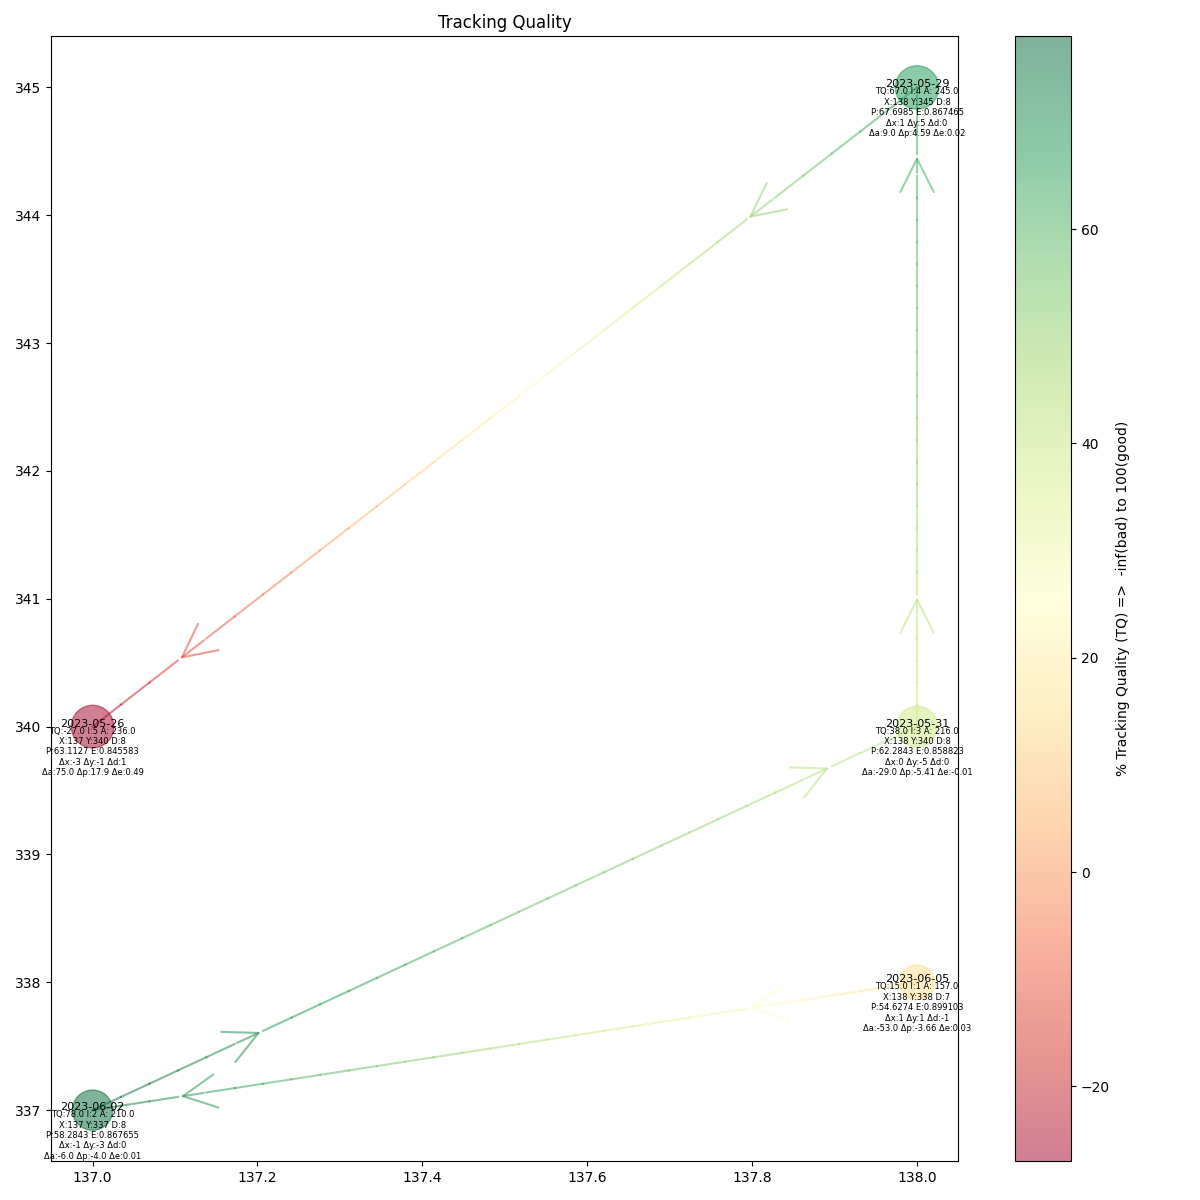 Tracking Quality
345
344
343
342
341
340
339
338
337
137.0
137.2
137.4
137.6
137.8
138.0
2023-05-29
TQ:67.0 I:4 A: 245.0
X:138 Y:345 D:8
P:67.6985 E:0.867465
Δx:1 Δy:5 Δd:0
Δa:9.0 Δp:4.59 Δe:0.02
2023-05-26
TQ:-27.0 I:5 A: 236.0
X:137 Y:340 D:8
P:63.1127 E:0.845583
Δx:-3 Δy:-1 Δd:1
Δa:75.0 Δp:17.9 Δe:0.49
2023-05-31
TQ:38.0 I:3 A: 216.0
X:138 Y:340 D:8
P:62.2843 E:0.858823
Δx:0 Δy:-5 Δd:0
Δa:-29.0 Δp:-5.41 Δe:-0.01
2023-06-05
TQ:15.0 I:1 A: 157.0
X:138 Y:338 D:7
P:54.6274 E:0.899103
Δx:1 Δy:1 Δd:-1
Δa:-53.0 Δp:-3.66 Δe:0.03
2023-06-02
TQ:78.0 I:2 A: 210.0
X:137 Y:337 D:8
P:58.2843 E:0.867655
Δx:-1 Δy:-3 Δd:0
Δa:-6.0 Δp:-4.0 Δe:0.01
60
40
20
0
−20
% Tracking Quality (TQ) => -inf(bad) to 100(good)